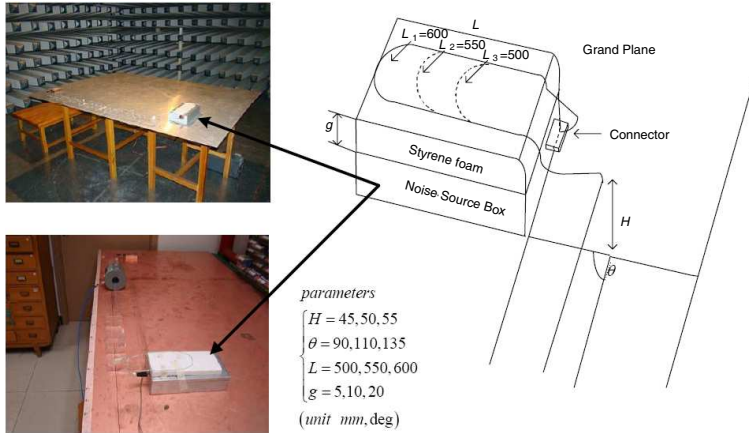 L
L1=600
L2=550
L3=500
Grand Plane
Connector
g
Styrene foam
Noise Source Box
H
θ
parameters
H = 45,50,55
θ = 90,110,135
L = 500,550,600
g = 5,10,20
(unit mm,deg)